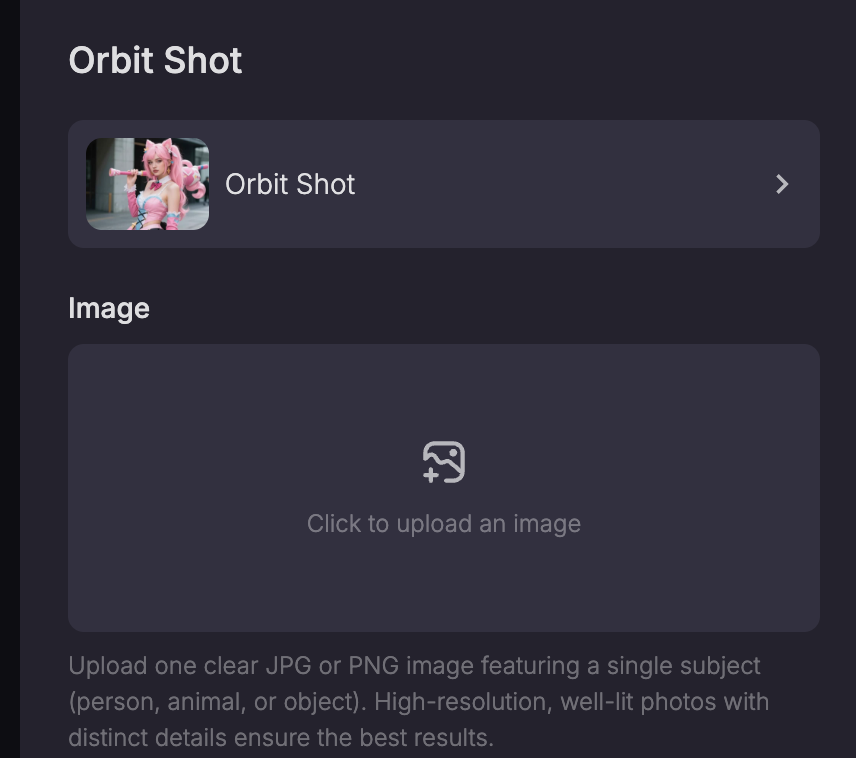 Orbit Shot
Orbit Shot
Image
Click to upload an image
Upload one clear JPG or PNG image featuring a single subject
(person, animal, or object). High-resolution, well-lit photos with
distinct details ensure the best results.